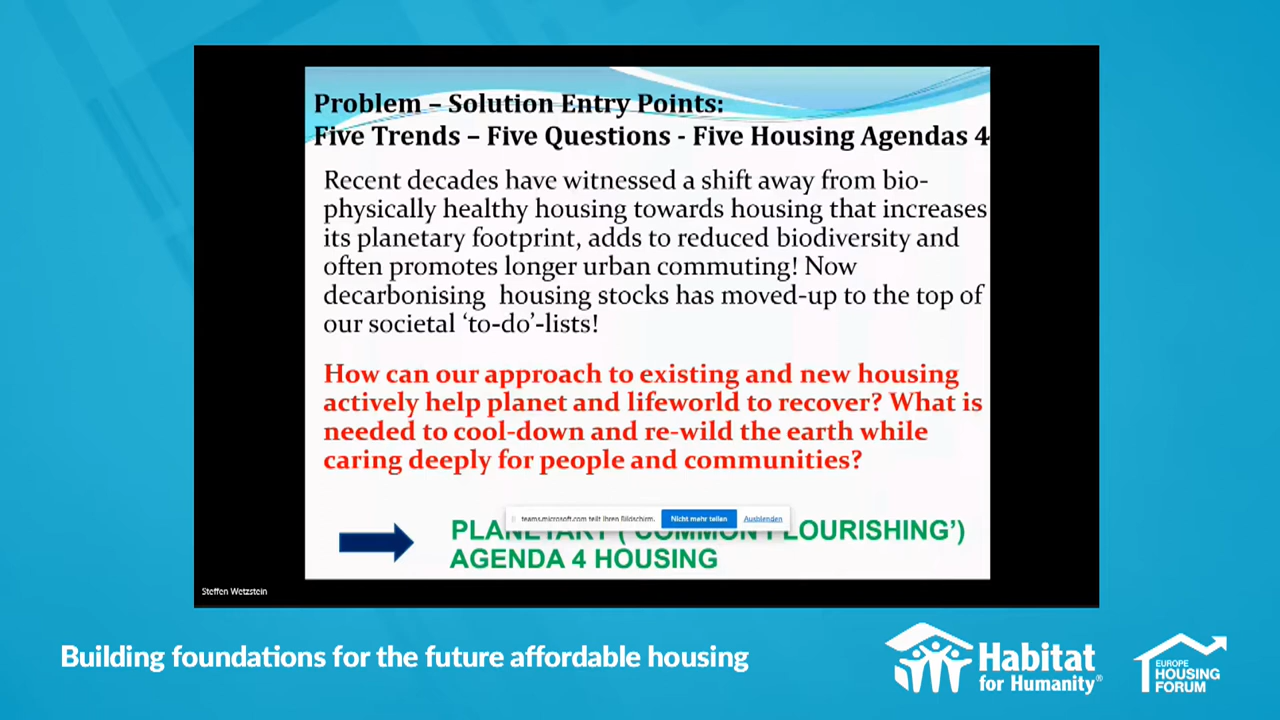 Problem – Solution Entry Points:
Five Trends – Five Questions - Five Housing Agendas 4
Recent decades have witnessed a shift away from bio-
physically healthy housing towards housing that increases
its planetary footprint, adds to reduced biodiversity and
often promotes longer urban commuting! Now
decarbonising  housing stocks has moved-up to the top of
our societal ‘to-do’-lists!
How can our approach to existing and new housing
actively help planet and lifeworld to recover? What is
needed to cool-down and re-wild the earth while
caring deeply for people and communities?
teams.microsoft.com teilt Ihren Bildschirm. Nicht mehr teilen Ausblenden
PLANETARY (‘COMMON FLOURISHING’)
AGENDA 4 HOUSING
Steffen Wetzstein
Building foundations for the future affordable housing
Habitat
for Humanity®
EUROPE
HOUSING
FORUM